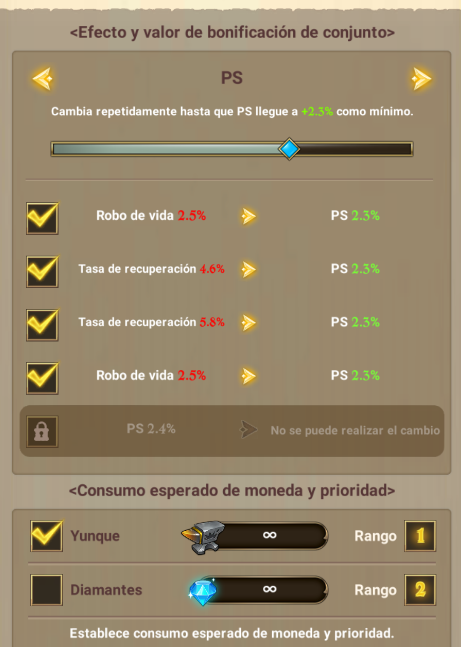 <Efecto y valor de bonificación de conjunto>
PS
Cambia repetidamente hasta que PS llegue a +2.3% como mínimo.
Robo de vida 2.5% PS 2.3%
Tasa de recuperación 4.6% PS 2.3%
Tasa de recuperación 5.8% PS 2.3%
Robo de vida 2.5% PS 2.3%
PS 2.4% No se puede realizar el cambio
<Consumo esperado de moneda y prioridad>
Yunque ∞ Rango 1
Diamantes ∞ Rango 2
Establece consumo esperado de moneda y prioridad.